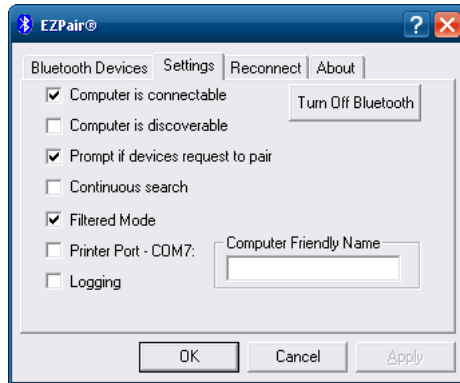 EZPair®
Bluetooth Devices Settings Reconnect About
Computer is connectable
Turn Off Bluetooth
Computer is discoverable
Prompt if devices request to pair
Continuous search
Filtered Mode
Printer Port - COM7:
Computer Friendly Name
Logging
OK Cancel Apply